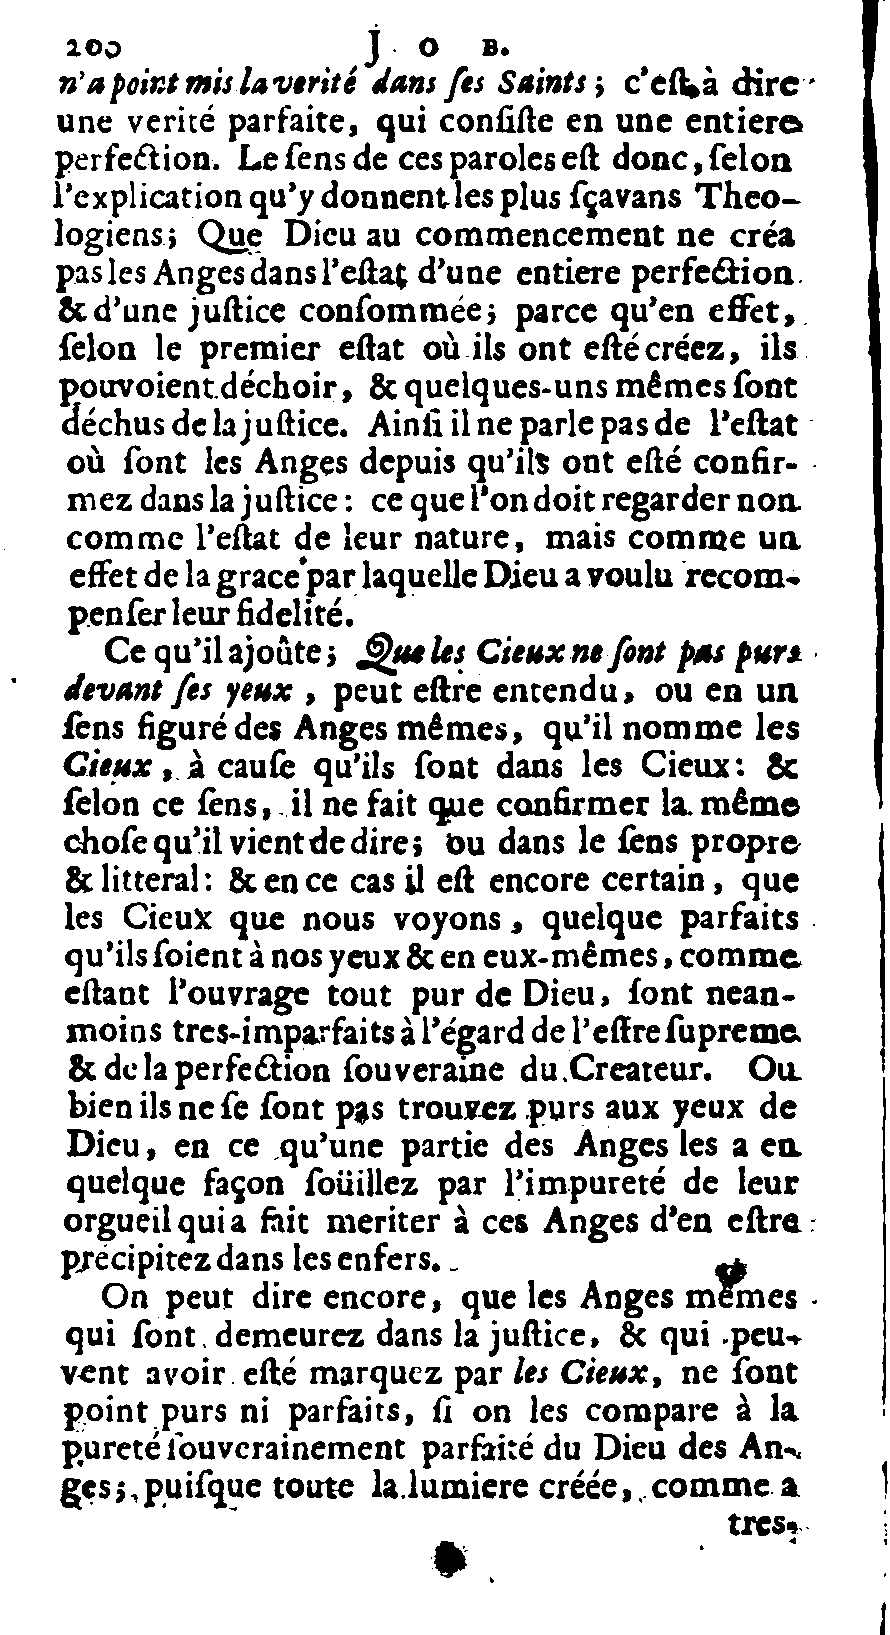 200 J O B.
n'a point mis la verité dans ſes Saints ; c'eſt à dire
une verité parfaite, qui conſiſte en une entiere
perfection. Le ſens de ces paroles eſt donc, ſelon
l'explication qu'y donnent les plus ſçavans Theo-
logiens; Que Dieu au commencement ne créa
pas les Anges dans l'eſtat d'une entiere perfection
& d'une juſtice conſommée; parce qu'en effet,
ſelon le premier eſtat où ils ont eſté créez, ils
pouvoient déchoir, & quelques-uns mêmes ſont
déchus de la juſtice. Ainſi il ne parle pas de l'eſtat
où ſont les Anges depuis qu'ils ont eſté confir-
mez dans la juſtice : ce que l'on doit regarder non
comme l'eſtat de leur nature, mais comme un
effet de la grace par laquelle Dieu a voulu recom-
penſer leur fidelité.
Ce qu'il ajoûte; Que les Cieux ne ſont pas purs
devant ſes yeux , peut eſtre entendu, ou en un
ſens figuré des Anges mêmes, qu'il nomme les
Cieux , à cauſe qu'ils ſont dans les Cieux: &
ſelon ce ſens, il ne fait que confirmer la même
choſe qu'il vient de dire; ou dans le ſens propre
& litteral: & en ce cas il eſt encore certain, que
les Cieux que nous voyons , quelque parfaits
qu'ils ſoient à nos yeux & en eux-mêmes, comme
eſtant l'ouvrage tout pur de Dieu, ſont nean-
moins tres-imparfaits à l'égard de l'eſtre ſupreme
& de la perfection ſouveraine du Createur. Ou
bien ils ne ſe ſont pas trouvez purs aux yeux de
Dieu, en ce qu'une partie des Anges les a en
quelque façon ſoüillez par l'impureté de leur
orgueil qui a fait meriter à ces Anges d'en eſtre
précipitez dans les enfers.
On peut dire encore, que les Anges mêmes
qui ſont demeurez dans la juſtice, & qui peu-
vent avoir eſté marquez par les Cieux, ne ſont
point purs ni parfaits, ſi on les compare à la
pureté ſouverainement parfaite du Dieu des An-
ges; puiſque toute la lumiere créée, comme a
tres-